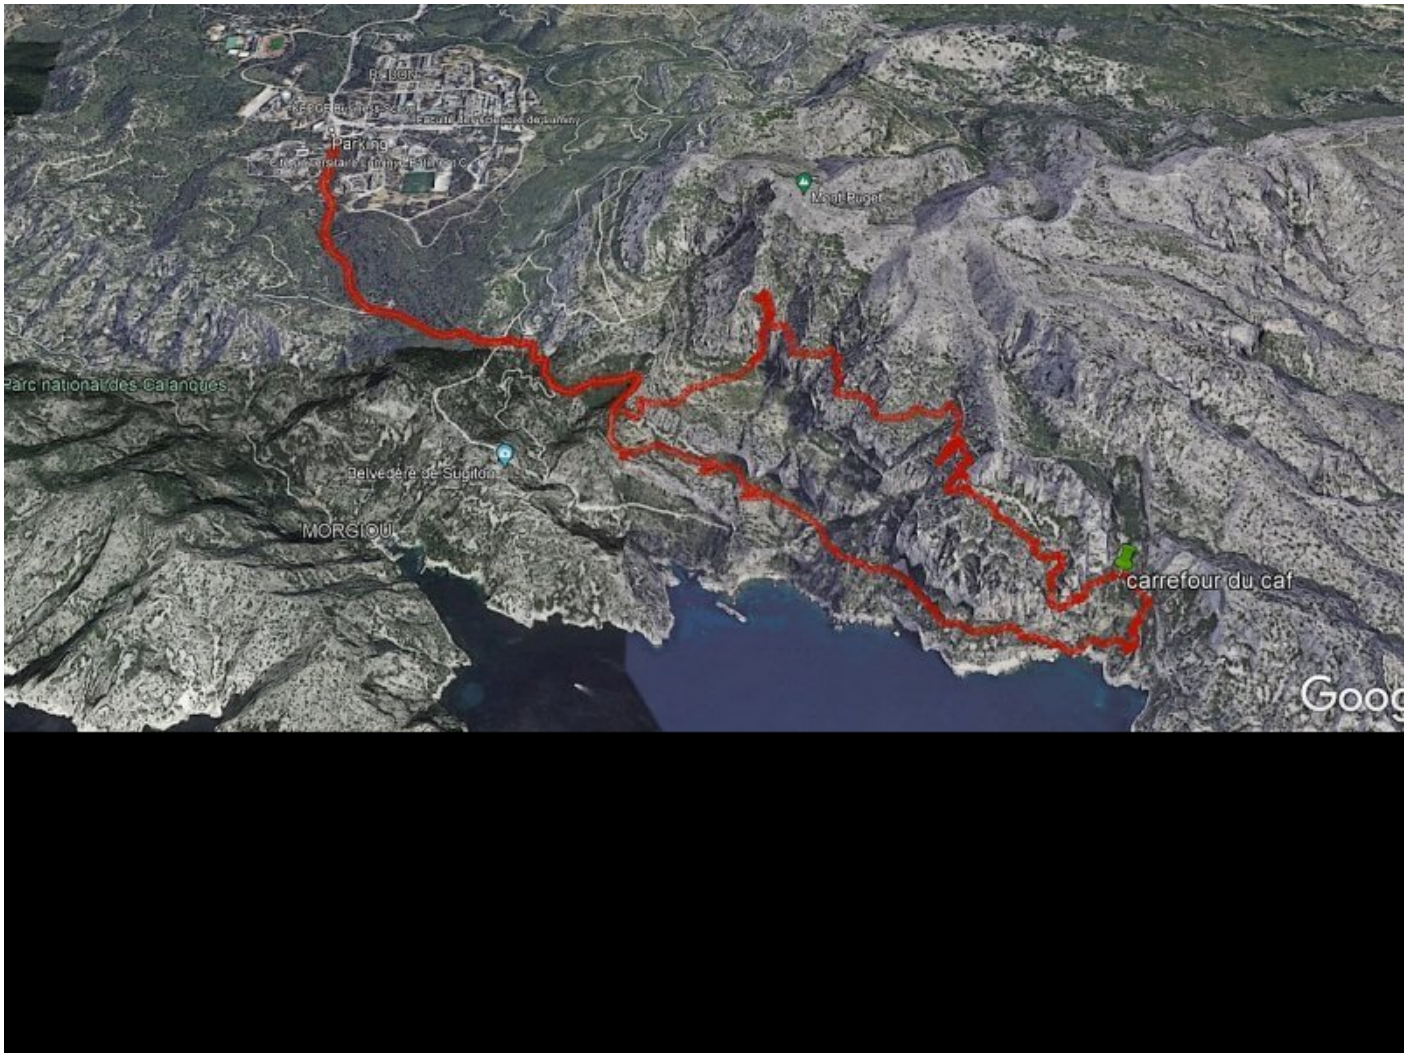 Parking
Mont Puget
Parc national des Calanques
Belvédère de Sugiton
MORGIOU
carrefour du caf
Goog